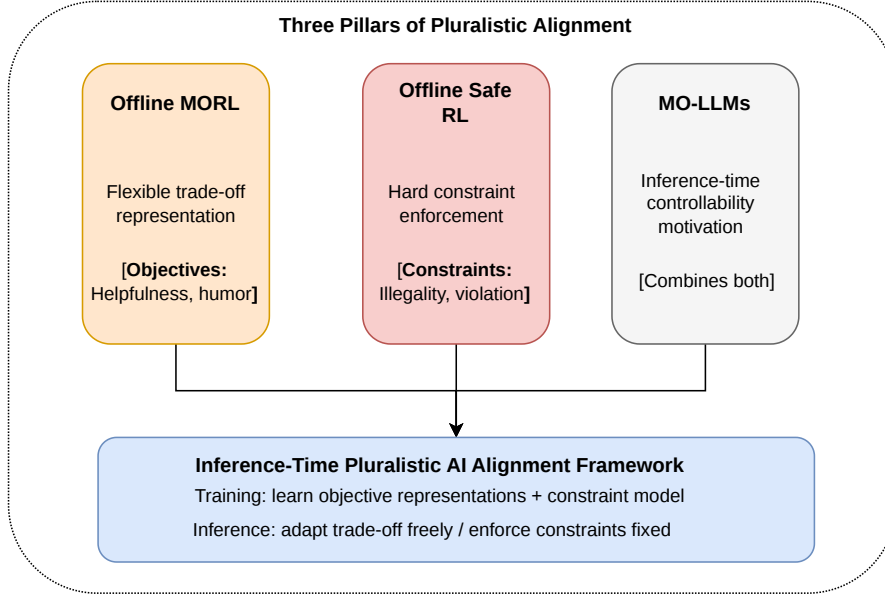 Three Pillars of Pluralistic Alignment
Offline MORL
Flexible trade-off
representation
[Objectives:
Helpfulness, humor]
Offline Safe
RL
Hard constraint
enforcement
[Constraints:
Illegality, violation]
MO-LLMs
Inference-time
controllability
motivation
[Combines both]
Inference-Time Pluralistic AI Alignment Framework
Training: learn objective representations + constraint model
Inference: adapt trade-off freely / enforce constraints fixed